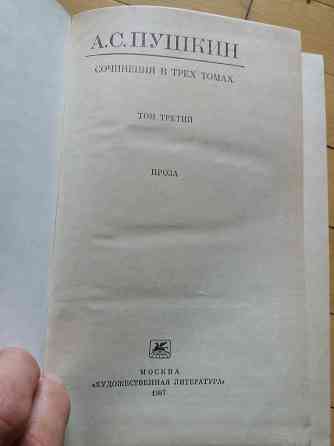 А.С.ПУШКИН
СОЧИНЕНИЯ В ТРЕХ ТОМАХ
ТОМ ТРЕТИЙ
ПРОЗА
МОСКВА
«ХУДОЖЕСТВЕННАЯ ЛИТЕРАТУРА»
1987